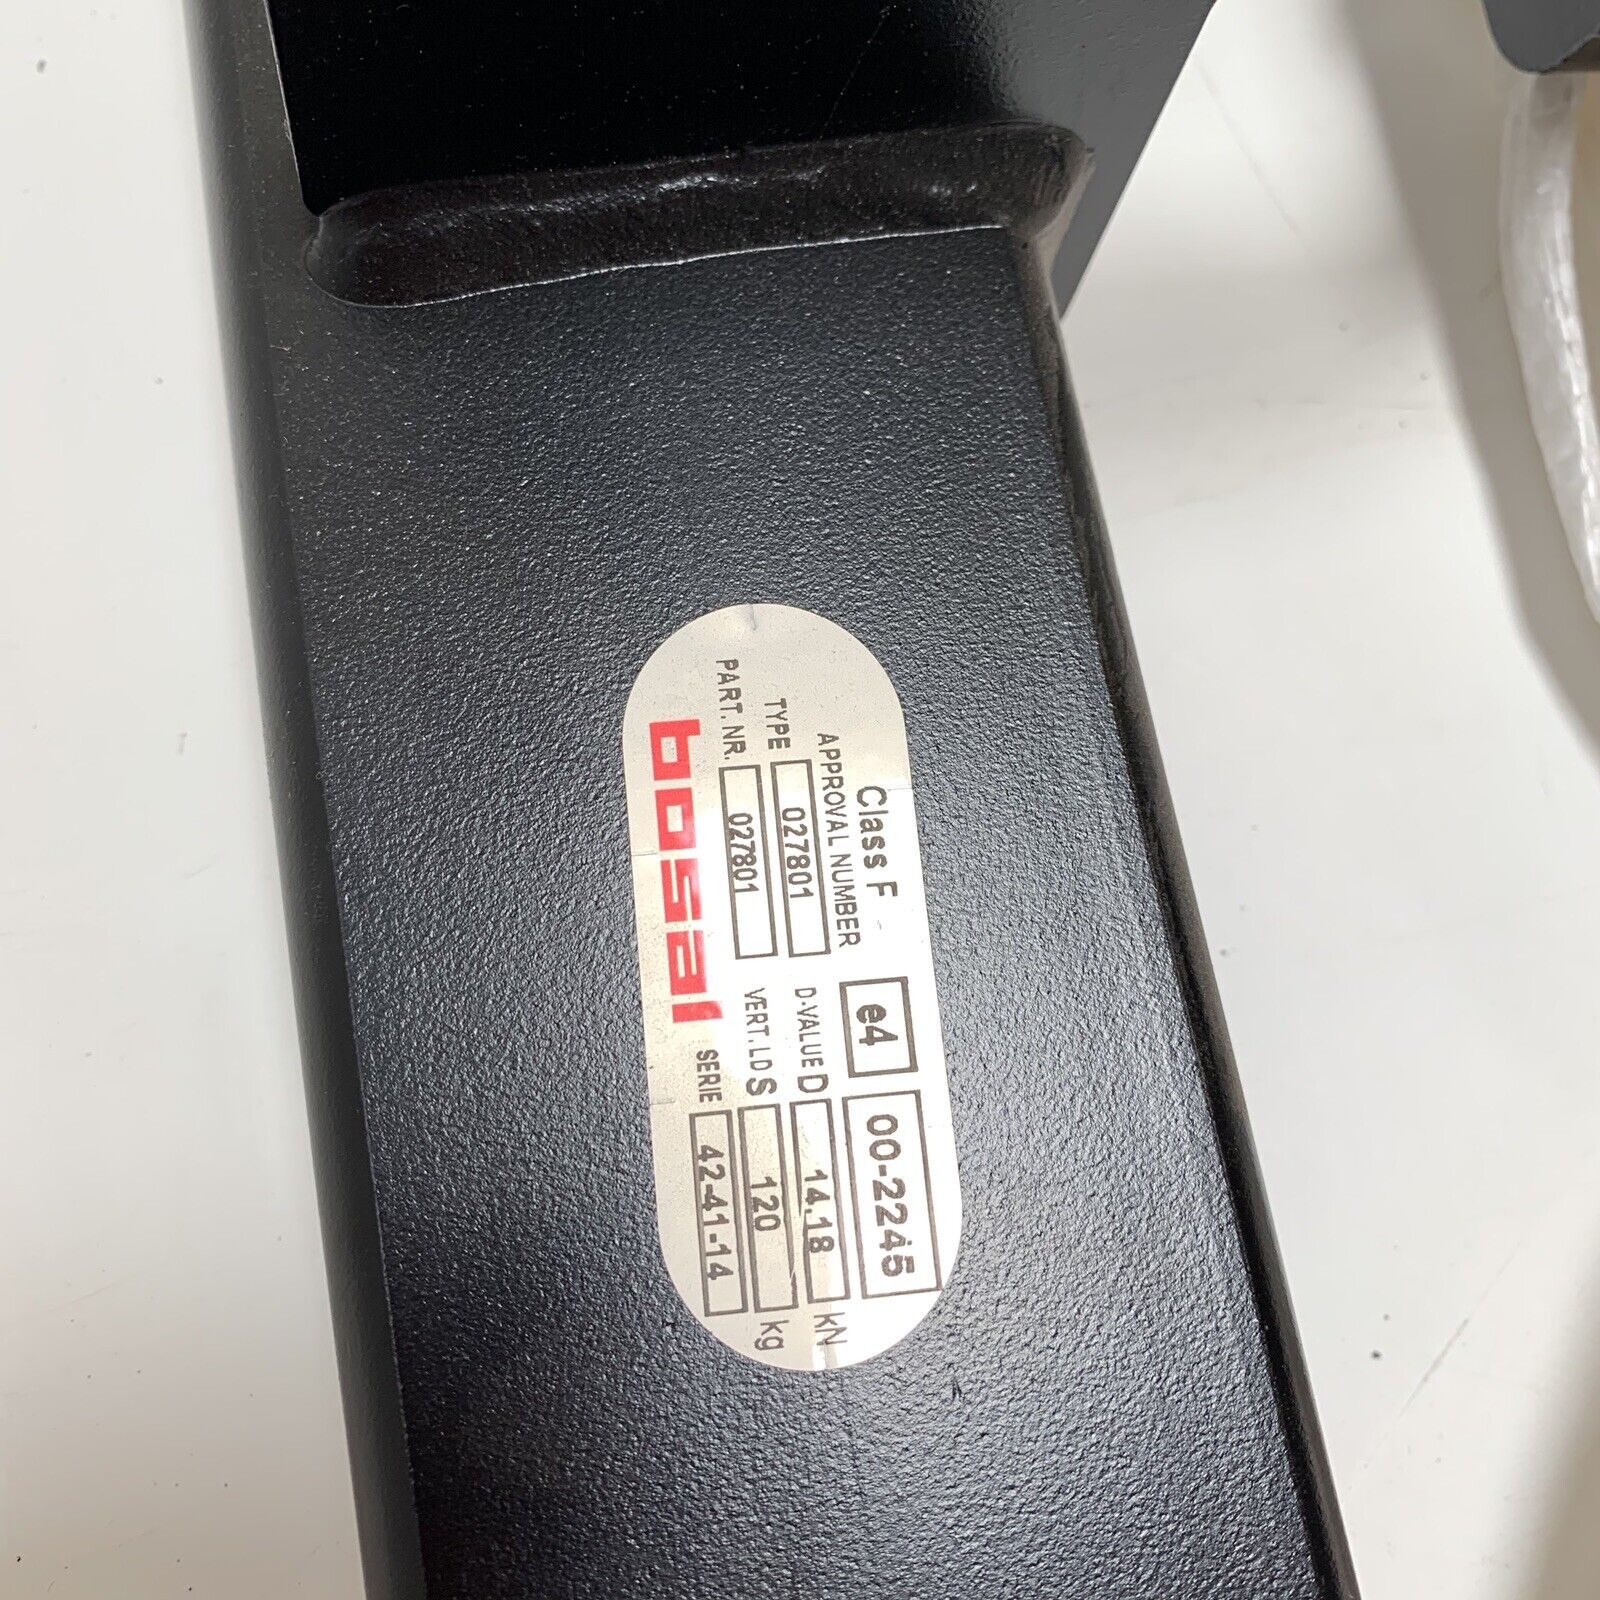 Class F
APPROVAL NUMBER e4 00-2245
TYPE 027801 D-VALUE D 14.18 kN
PART. NR. 027801 VERT. LD S 120 kg
bosal SERIE 42-41-14